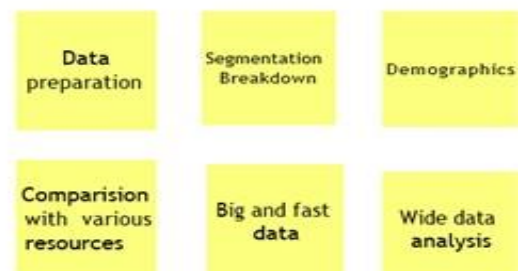 Data
preparation
Segmentation
Breakdown
Demographics
Comparision
with various
resources
Big and fast
data
Wide data
analysis